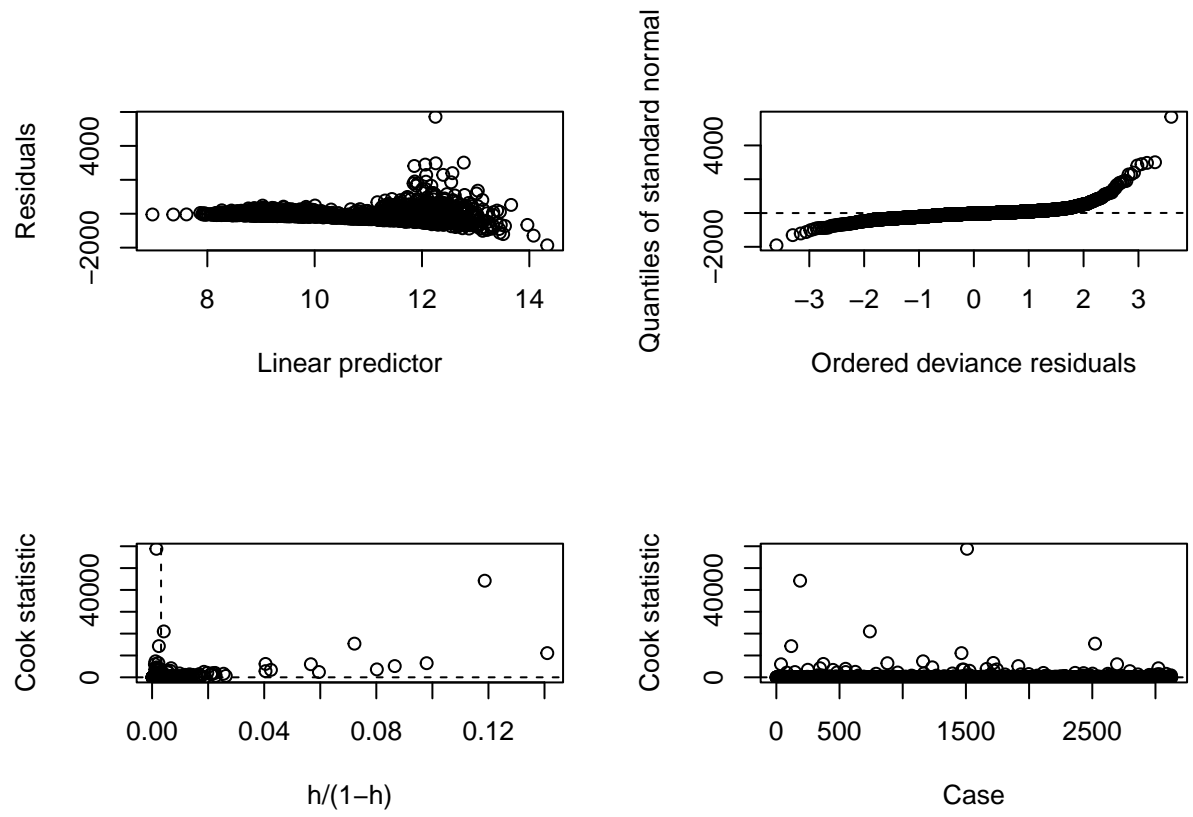 Residuals
4000
−2000
8 10 12 14
Linear predictor
Quantiles of standard normal
4000
−2000
−3 −2 −1 0 1 2 3
Ordered deviance residuals
Cook statistic
40000
0
0.00 0.04 0.08 0.12
h/(1−h)
Cook statistic
40000
0
0 500 1500 2500
Case